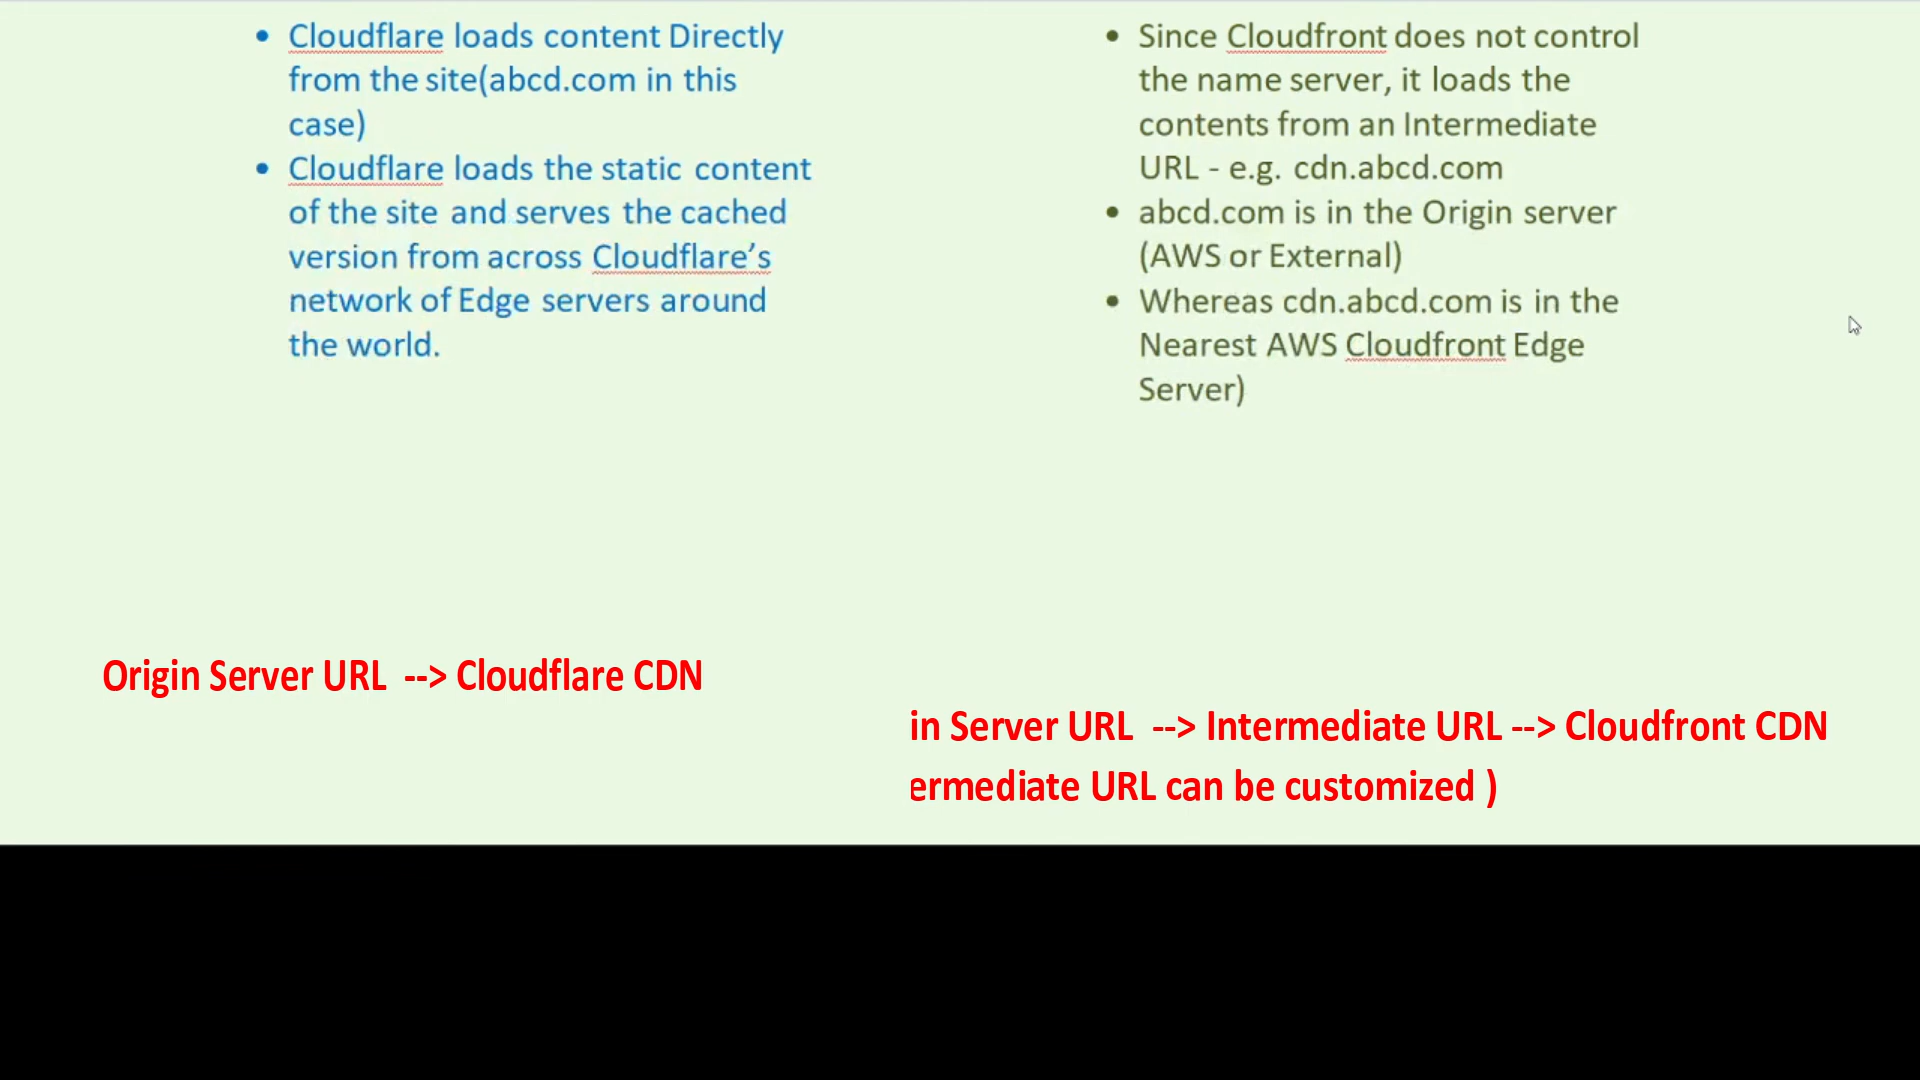 • Cloudflare loads content Directly
from the site(abcd.com in this
case)
• Cloudflare loads the static content
of the site and serves the cached
version from across Cloudflare’s
network of Edge servers around
the world.
• Since Cloudfront does not control
the name server, it loads the
contents from an Intermediate
URL - e.g. cdn.abcd.com
• abcd.com is in the Origin server
(AWS or External)
• Whereas cdn.abcd.com is in the
Nearest AWS Cloudfront Edge
Server)
Origin Server URL --> Cloudflare CDN
in Server URL --> Intermediate URL --> Cloudfront CDN
ermediate URL can be customized )